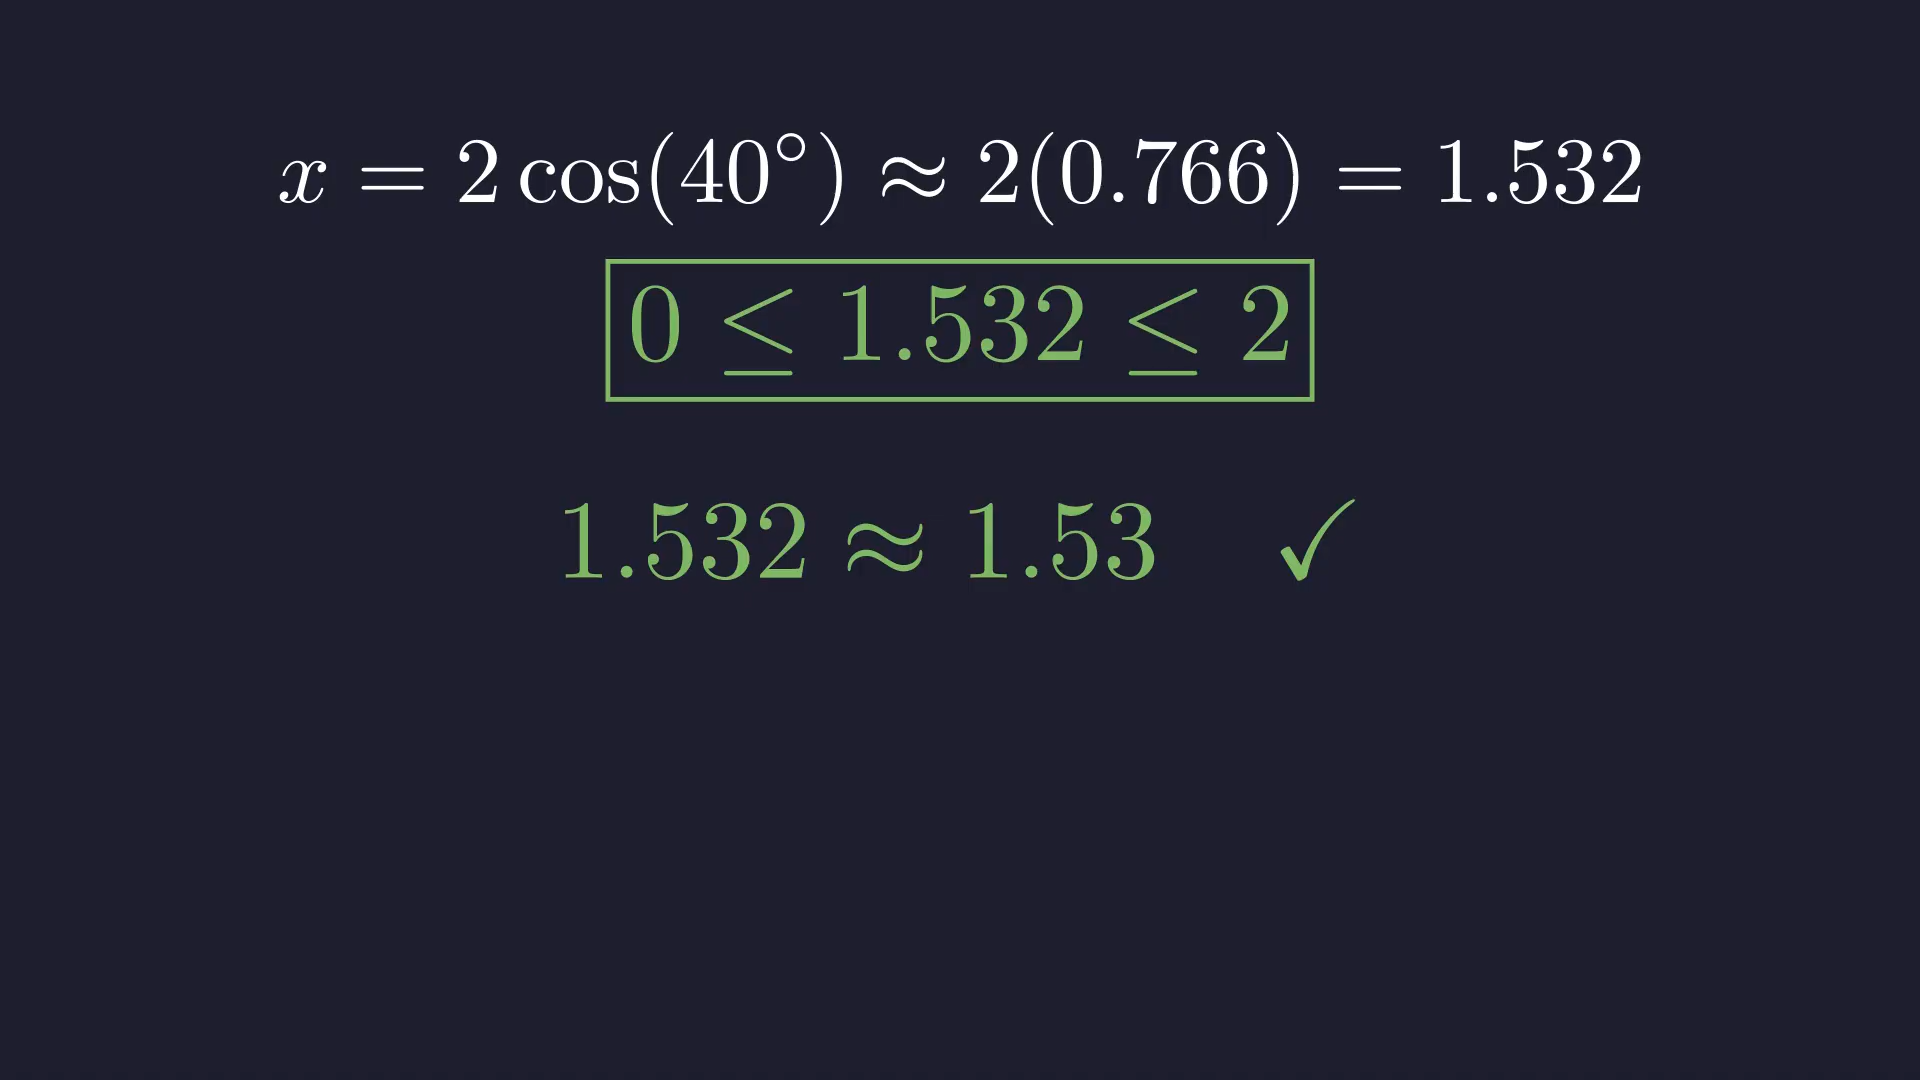 x = 2 cos(40°) ≈ 2(0.766) = 1.532
0 ≤ 1.532 ≤ 2
1.532 ≈ 1.53 ✓